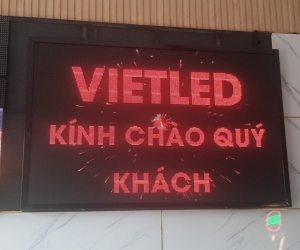 VIETLED
KÍNH CHÀO QUÝ
KHÁCH